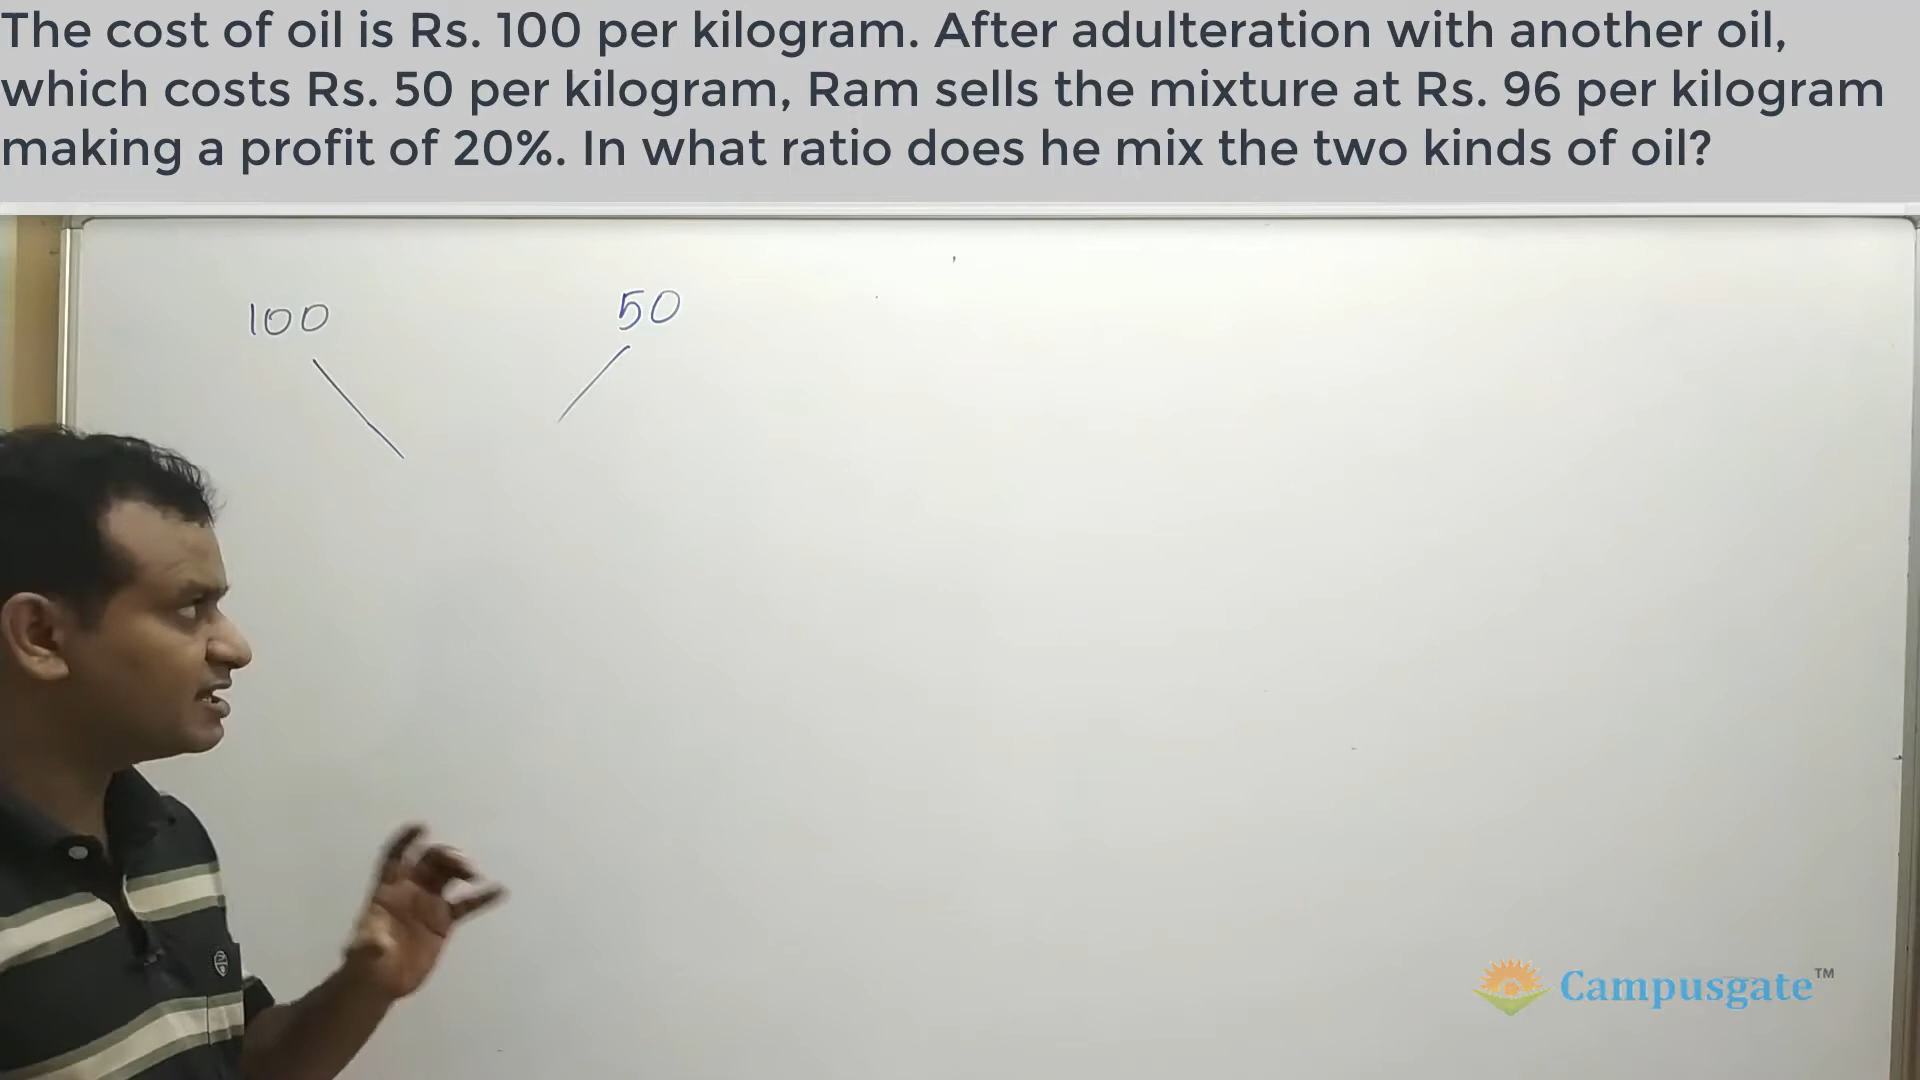 The cost of oil is Rs. 100 per kilogram. After adulteration with another oil,
which costs Rs. 50 per kilogram, Ram sells the mixture at Rs. 96 per kilogram
making a profit of 20%. In what ratio does he mix the two kinds of oil?
100 50
Campusgate™